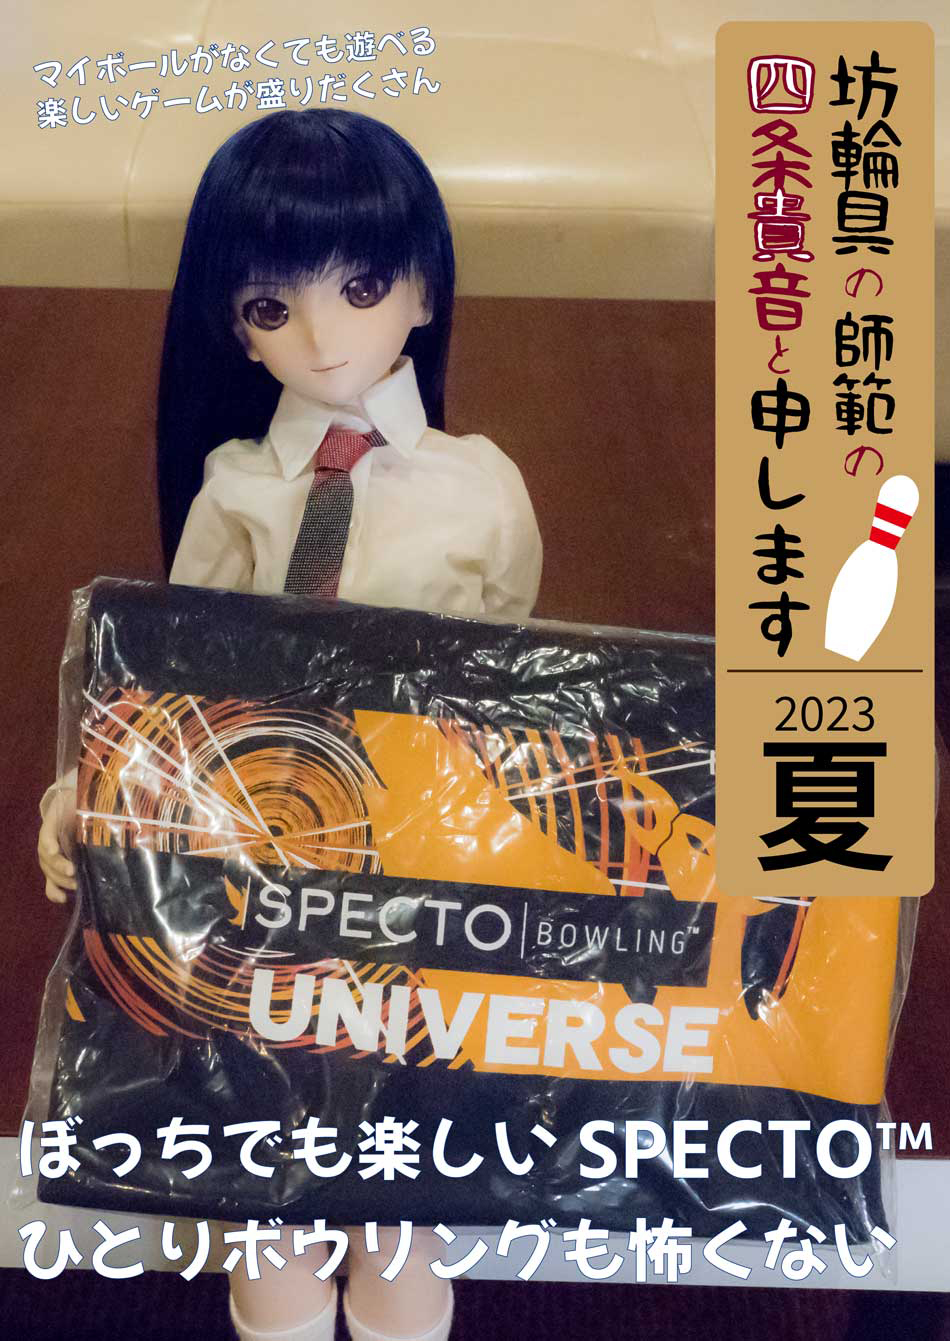 マイボールがなくても遊べる
楽しいゲームが盛りだくさん
坊輪具の師範の
四条貴音と申します
2023
夏
SPECTO BOWLING™
UNIVERSE
ぼっちでも楽しいSPECTO™
ひとりボウリングも怖くない